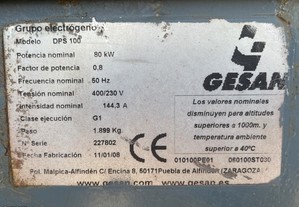 Grupo electrógeno
Modelo DPS 100
Potencia nominal 80 kW
Factor de potencia 0,8
Frecuencia nominal 50 Hz
Tensión nominal 400/230 V
Intensidad nominal 144,3 A
Clase ejecución G1
Peso 1.899 Kg
Nº Serie 227802
Fecha Fabricación 11/01/08
GESAN
Los valores nominales
disminuyen para altitudes
superiores a 1000m. y
temperatura ambiente
superior a 40ºC
CE
010100PE01 060100ST030
Pol. Malpica-Alfindén C/ Encina 8, 50171 Puebla de Alfindén (ZARAGOZA)
www.gesan.com www.gesan.es